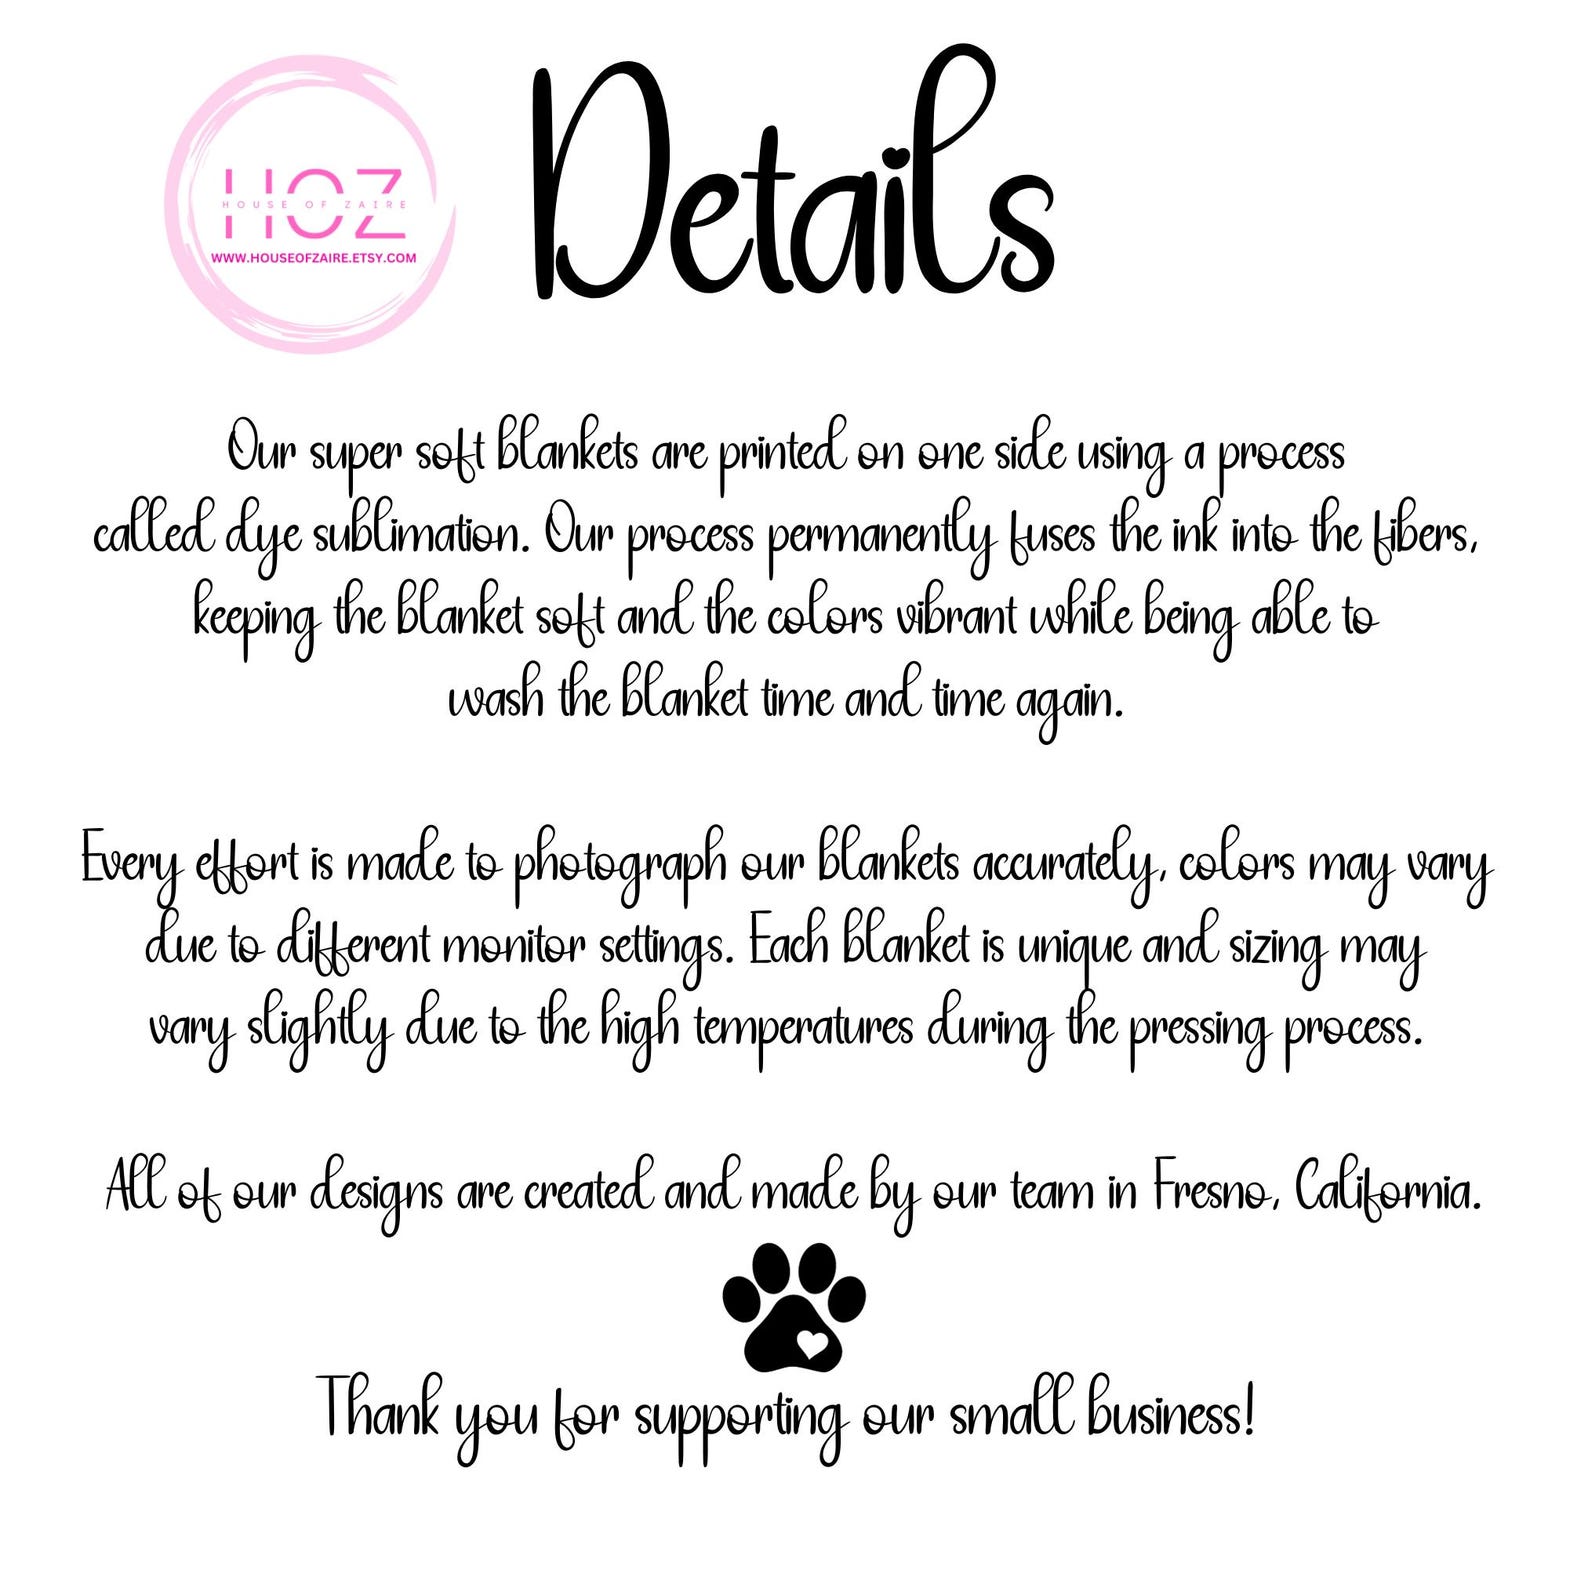 HOZ
HOUSE OF ZAIRE
WWW.HOUSEOFZAIRE.ETSY.COM
Details
Our super soft blankets are printed on one side using a process
called dye sublimation. Our process permanently fuses the ink into the fibers,
keeping the blanket soft and the colors vibrant while being able to
wash the blanket time and time again.
Every effort is made to photograph our blankets accurately, colors may vary
due to different monitor settings. Each blanket is unique and sizing may
vary slightly due to the high temperatures during the pressing process.
All of our designs are created and made by our team in Fresno, California.
Thank you for supporting our small business!